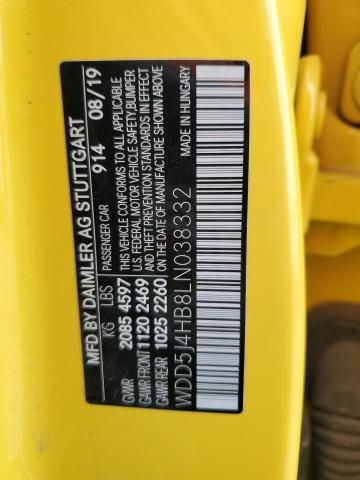 MFD BY DAIMLER AG STUTTGART
PASSENGER CAR 914 08/19
KG LBS
GVWR 2085 4597
GAWR FRONT 1120 2469
GAWR REAR 1025 2260
THIS VEHICLE CONFORMS TO ALL APPLICABLE
U.S. FEDERAL MOTOR VEHICLE SAFETY, BUMPER
AND THEFT PREVENTION STANDARDS IN EFFECT
ON THE DATE OF MANUFACTURE SHOWN ABOVE
MADE IN HUNGARY
WDD5J4HB8LN038332